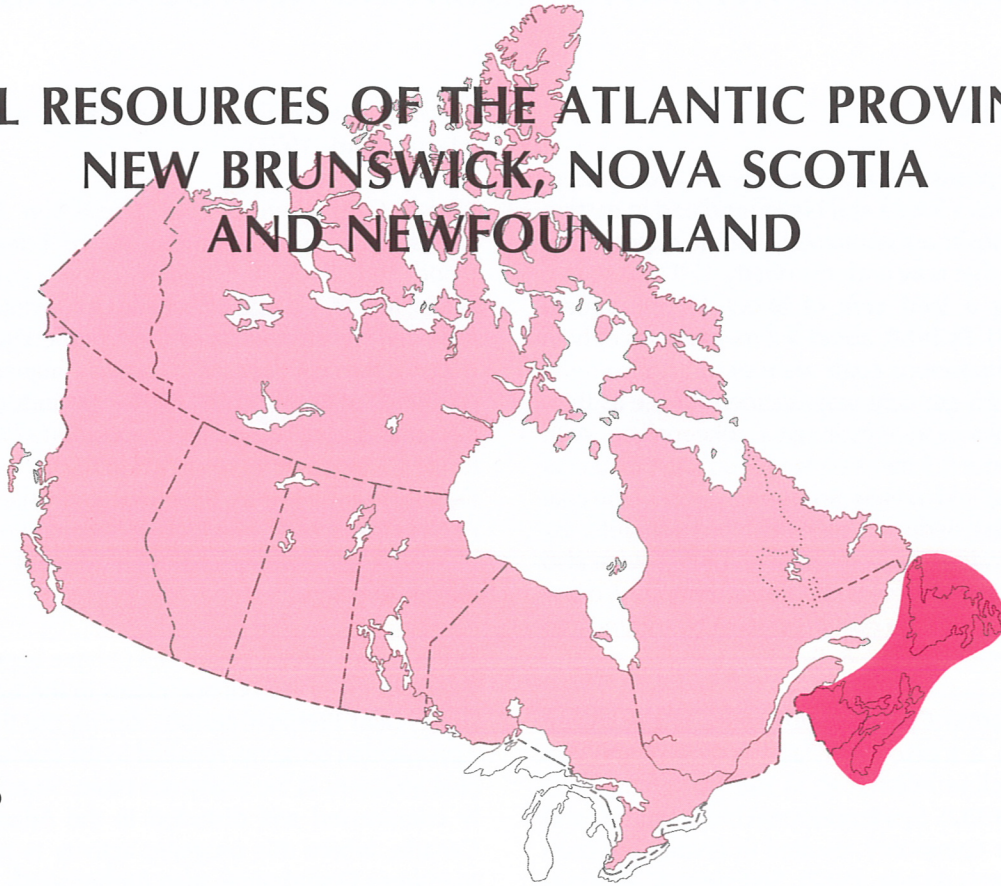 L RESOURCES OF THE ATLANTIC PROVIN
NEW BRUNSWICK, NOVA SCOTIA
AND NEWFOUNDLAND